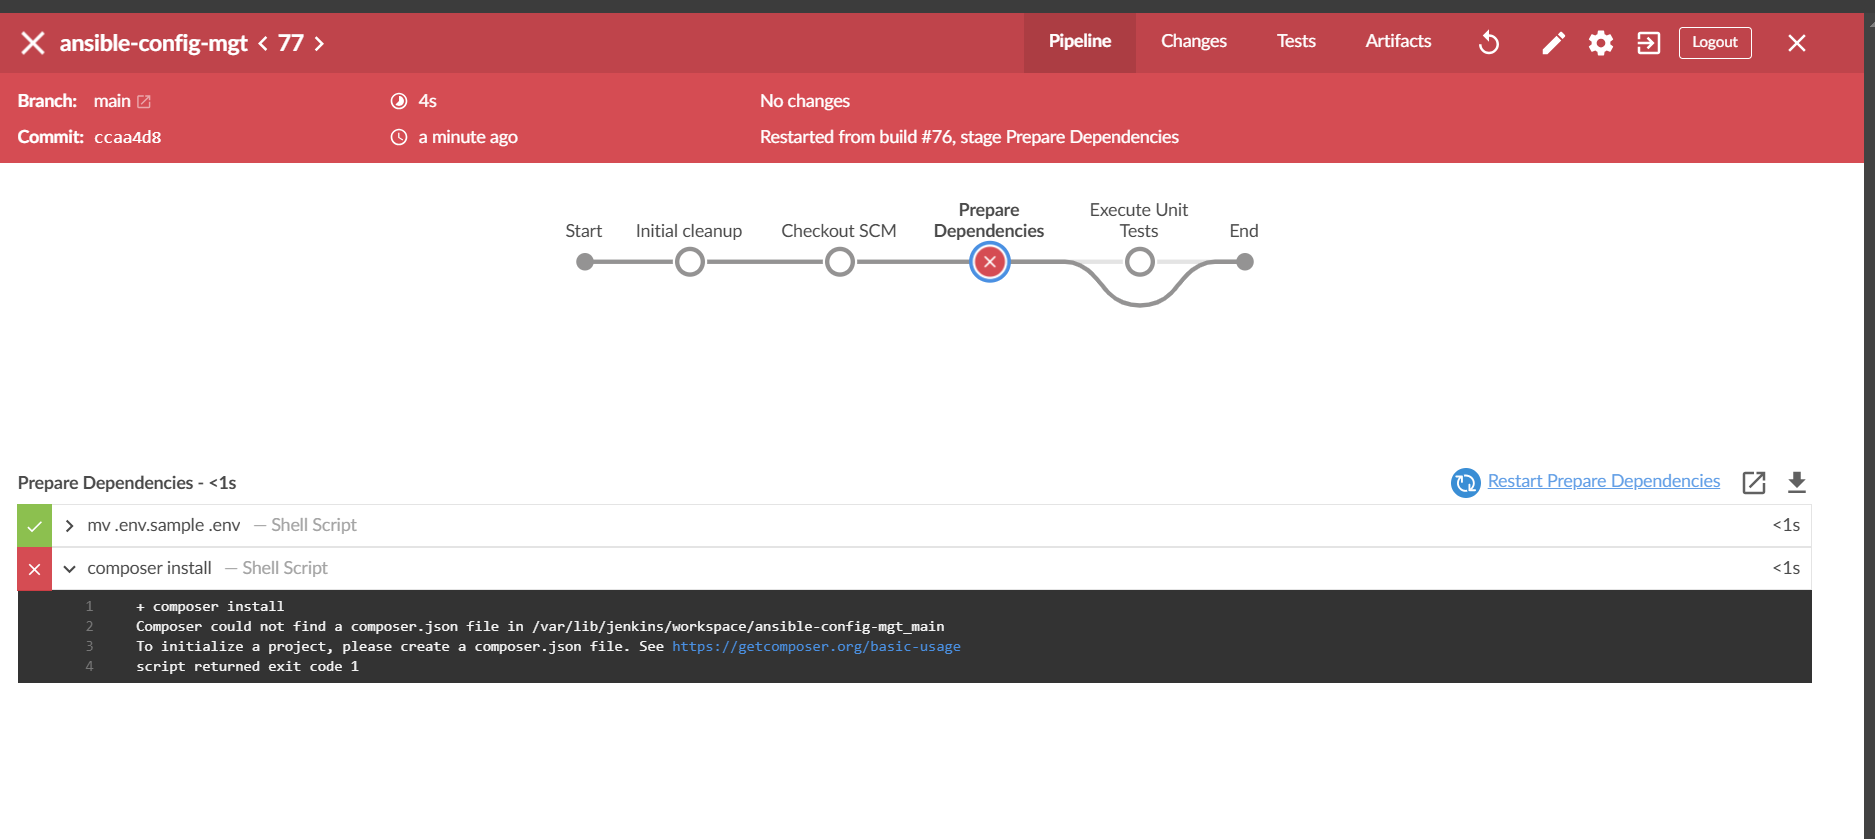 ansible-config-mgt < 77 >
Pipeline
Changes
Tests
Artifacts
Logout
Branch: main
4s
No changes
Commit: ccaa4d8
a minute ago
Restarted from build #76, stage Prepare Dependencies
Start
Initial cleanup
Checkout SCM
Prepare
Dependencies
Execute Unit
Tests
End
Prepare Dependencies - <1s
Restart Prepare Dependencies
mv .env.sample .env — Shell Script <1s
composer install — Shell Script <1s
1 + composer install
2 Composer could not find a composer.json file in /var/lib/jenkins/workspace/ansible-config-mgt_main
3 To initialize a project, please create a composer.json file. See https://getcomposer.org/basic-usage
4 script returned exit code 1